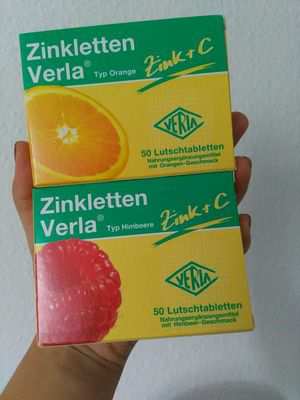 Zinkletten
Verla®
Typ Orange
Zink + C
VERLA
50 Lutschtabletten
Nahrungsergänzungsmittel
mit Orangen-Geschmack
Zinkletten
Verla®
Typ Himbeere
Zink + C
VERLA
50 Lutschtabletten
Nahrungsergänzungsmittel
mit Himbeer-Geschmack